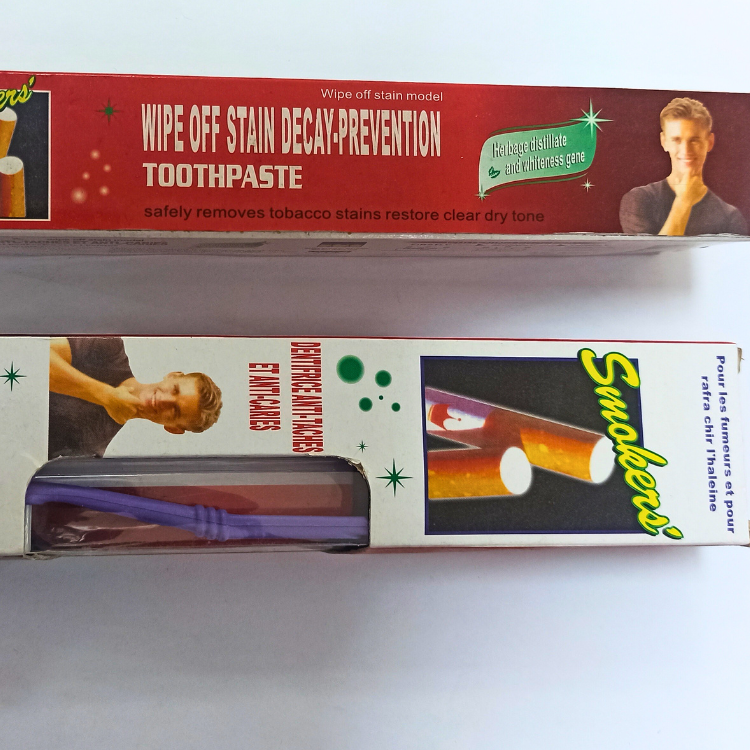 ers'
Wipe off stain model
WIPE OFF STAIN DECAY-PREVENTION
TOOTHPASTE
safely removes tobacco stains restore clear dry tone
Herbage distillate
and whiteness gene
DENTIFRICE ANTI-TACHES
ET ANTI-CARIES
Smokers'
Pour les fumeurs et pour
rafra chir l'haleine